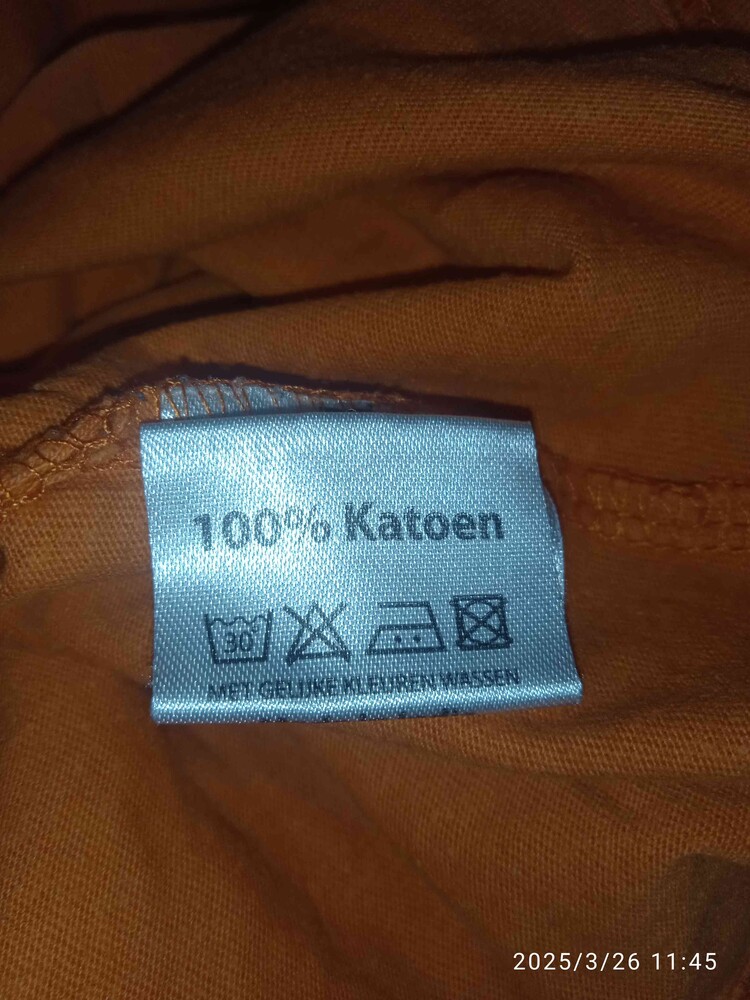 100% Katoen
30°
MET GELIJKE KLEUREN WASSEN
2025/3/26 11:45